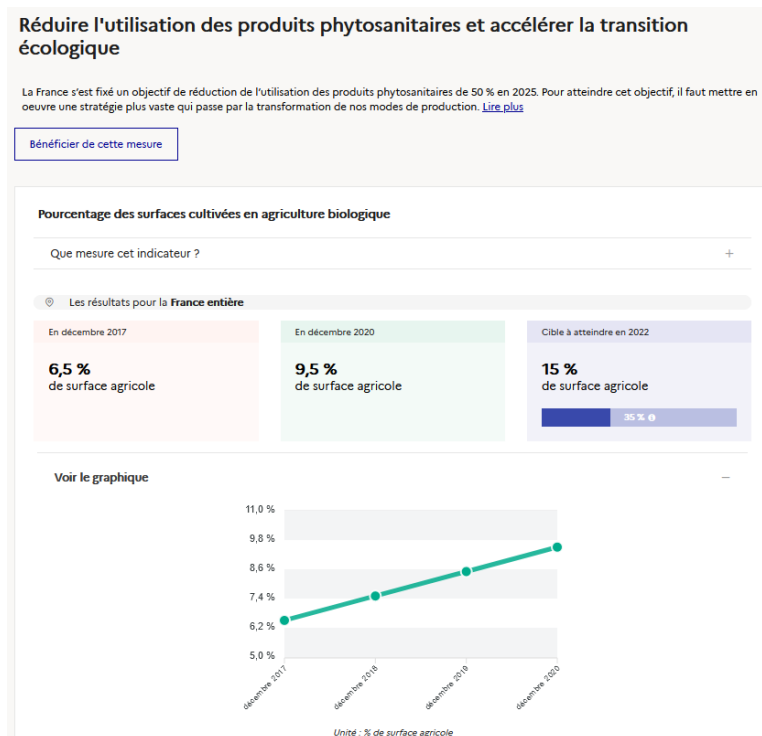 Réduire l'utilisation des produits phytosanitaires et accélérer la transition
écologique
La France s'est fixé un objectif de réduction de l'utilisation des produits phytosanitaires de 50 % en 2025. Pour atteindre cet objectif, il faut mettre en
oeuvre une stratégie plus vaste qui passe par la transformation de nos modes de production. Lire plus
Bénéficier de cette mesure
Pourcentage des surfaces cultivées en agriculture biologique
Que mesure cet indicateur ?
Les résultats pour la France entière
En décembre 2017
6,5 %
de surface agricole
En décembre 2020
9,5 %
de surface agricole
Cible à atteindre en 2022
15 %
de surface agricole
35 %
Voir le graphique
11,0 %
9,8 %
8,6 %
7,4 %
6,2 %
5,0 %
décembre 2017
décembre 2018
décembre 2019
décembre 2020
Unité : % de surface agricole